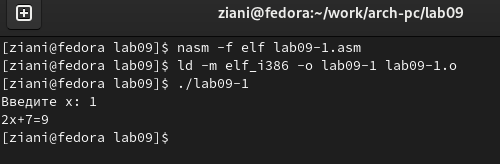 ziani@fedora:~/work/arch-pc/lab09
[ziani@fedora lab09]$ nasm -f elf lab09-1.asm
[ziani@fedora lab09]$ ld -m elf_i386 -o lab09-1 lab09-1.o
[ziani@fedora lab09]$ ./lab09-1
Введите x: 1
2x+7=9
[ziani@fedora lab09]$